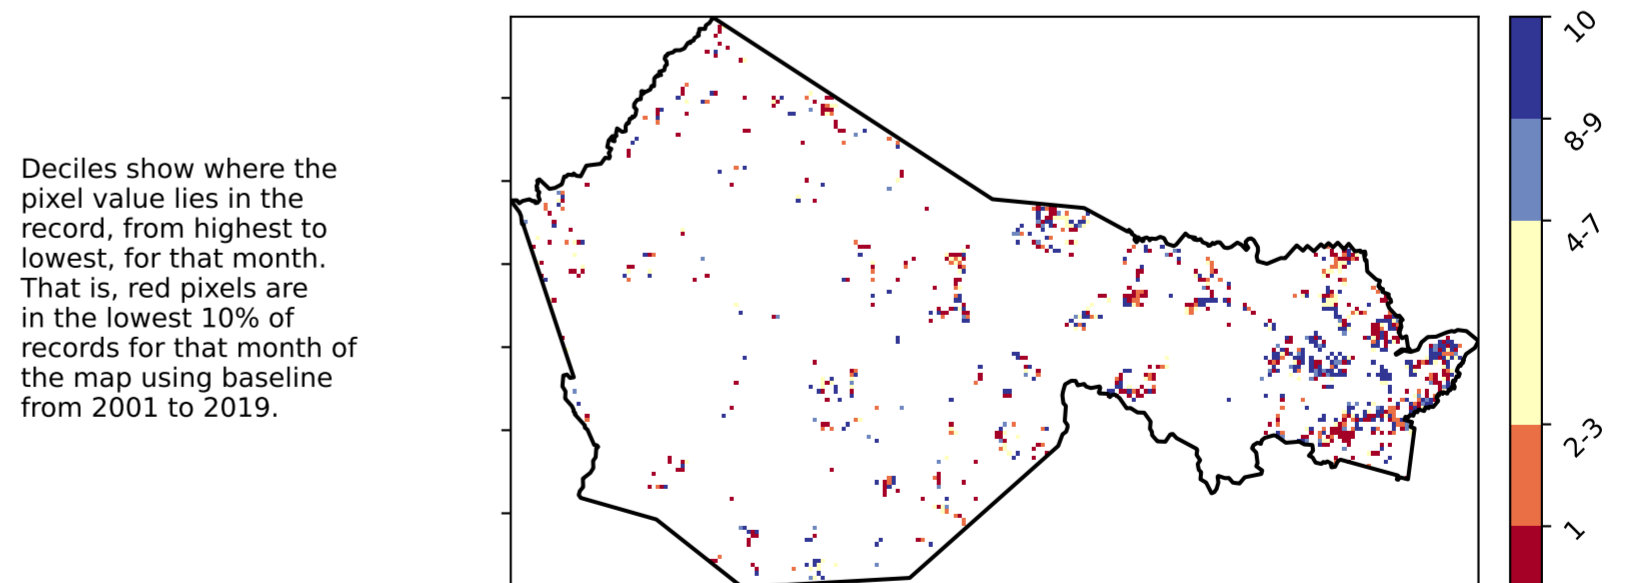 Deciles show where the
pixel value lies in the
record, from highest to
lowest, for that month.
That is, red pixels are
in the lowest 10% of
records for that month of
the map using baseline
from 2001 to 2019.
10
8-9
4-7
2-3
1